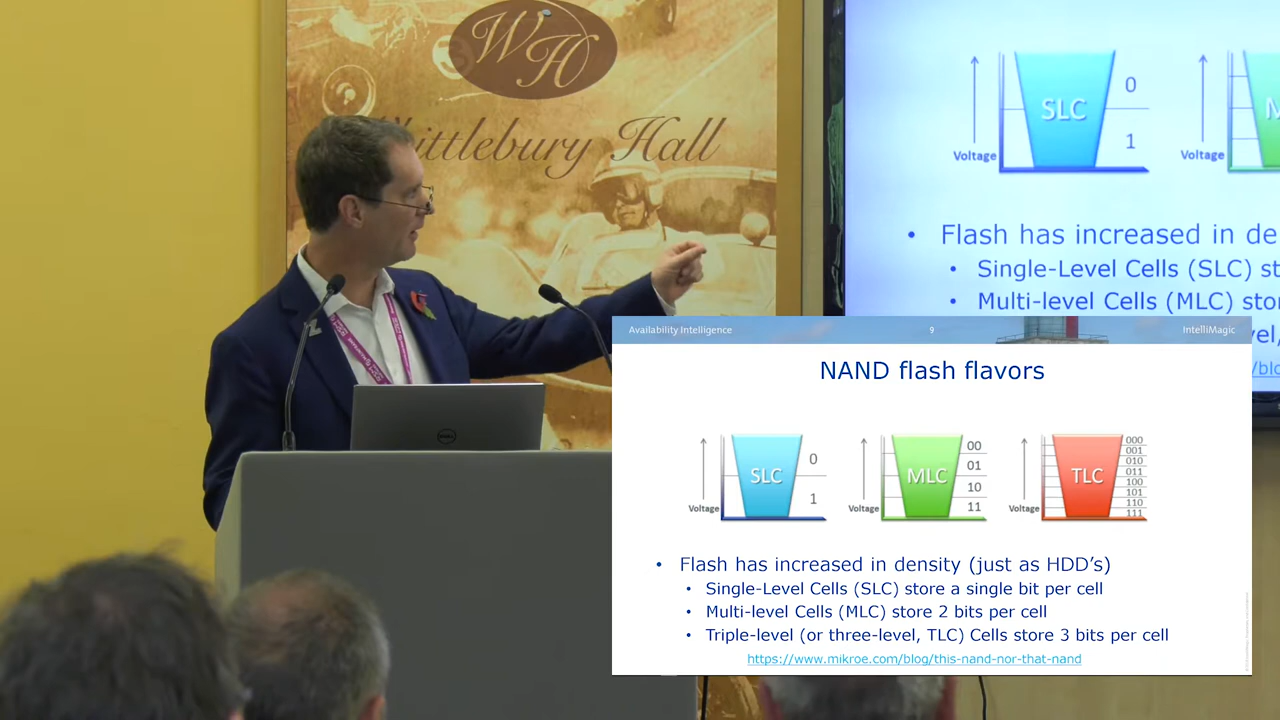 WH
Whittlebury Hall
SLC
0
1
Voltage
Voltage
• Flash has increased in de
• Single-Level Cells (SLC) st
• Multi-level Cells (MLC) sto
vel,
/blo
DELL
Availability Intelligence
9
IntelliMagic
NAND flash flavors
Voltage
SLC
0
1
Voltage
MLC
00
01
10
11
Voltage
TLC
000
001
010
011
100
101
110
111
• Flash has increased in density (just as HDD's)
• Single-Level Cells (SLC) store a single bit per cell
• Multi-level Cells (MLC) store 2 bits per cell
• Triple-level (or three-level, TLC) Cells store 3 bits per cell
https://www.mikroe.com/blog/this-nand-nor-that-nand